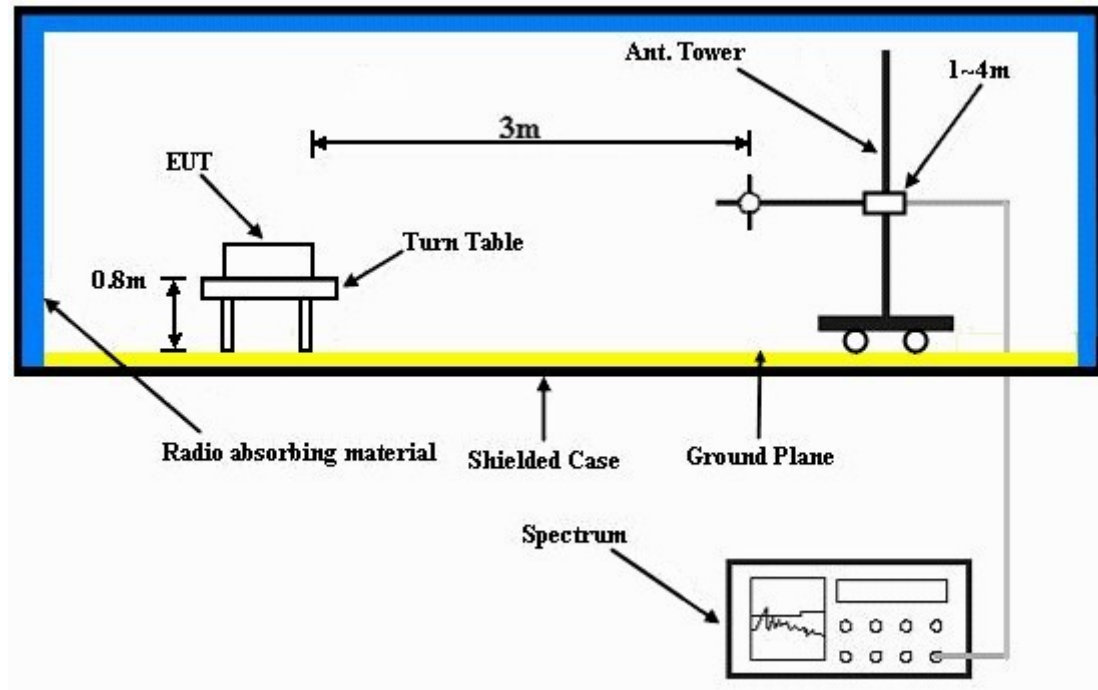 Ant. Tower
1~4m
3m
EUT
Turn Table
0.8m
Radio absorbing material
Shielded Case
Ground Plane
Spectrum